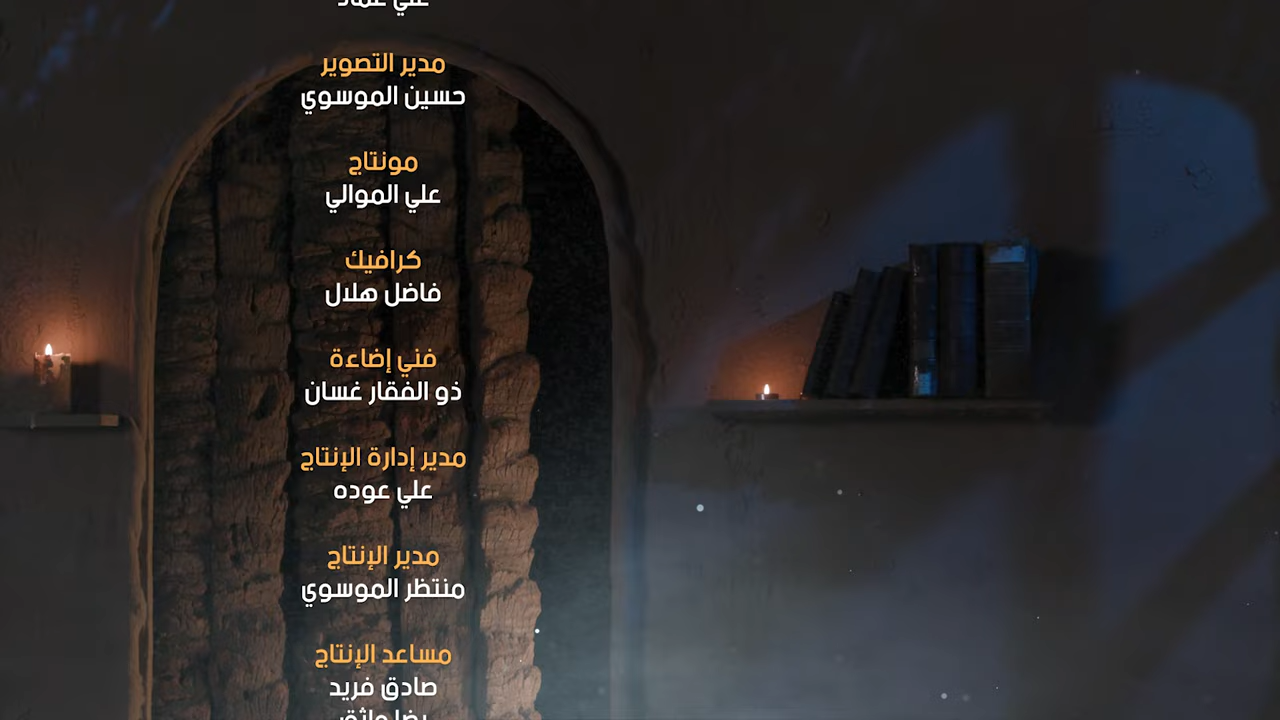 مدير التصوير
حسين الموسوي
مونتاج
علي الموالي
كرافيك
فاضل هلال
فني إضاءة
ذو الفقار غسان
مدير إدارة الإنتاج
علي عوده
مدير الإنتاج
منتظر الموسوي
مساعد الإنتاج
صادق فريد